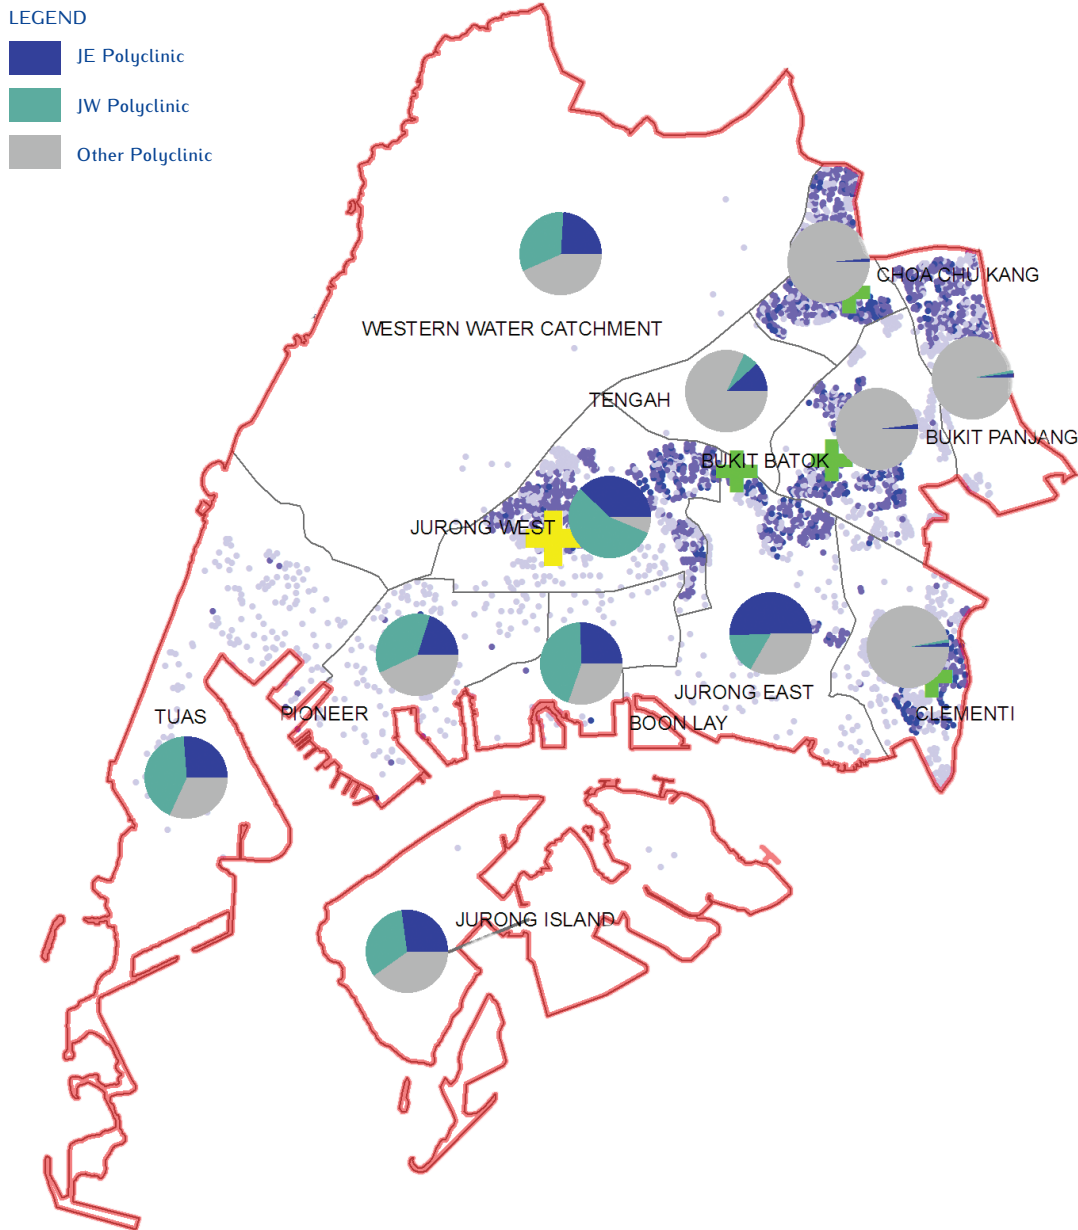 LEGEND
JE Polyclinic
JW Polyclinic
Other Polyclinic
CHOA CHU KANG
WESTERN WATER CATCHMENT
TENGAH
BUKIT PANJANG
BUKIT BATOK
JURONG WEST
JURONG EAST
TUAS
PIONEER
BOON LAY
CLEMENTI
JURONG ISLAND